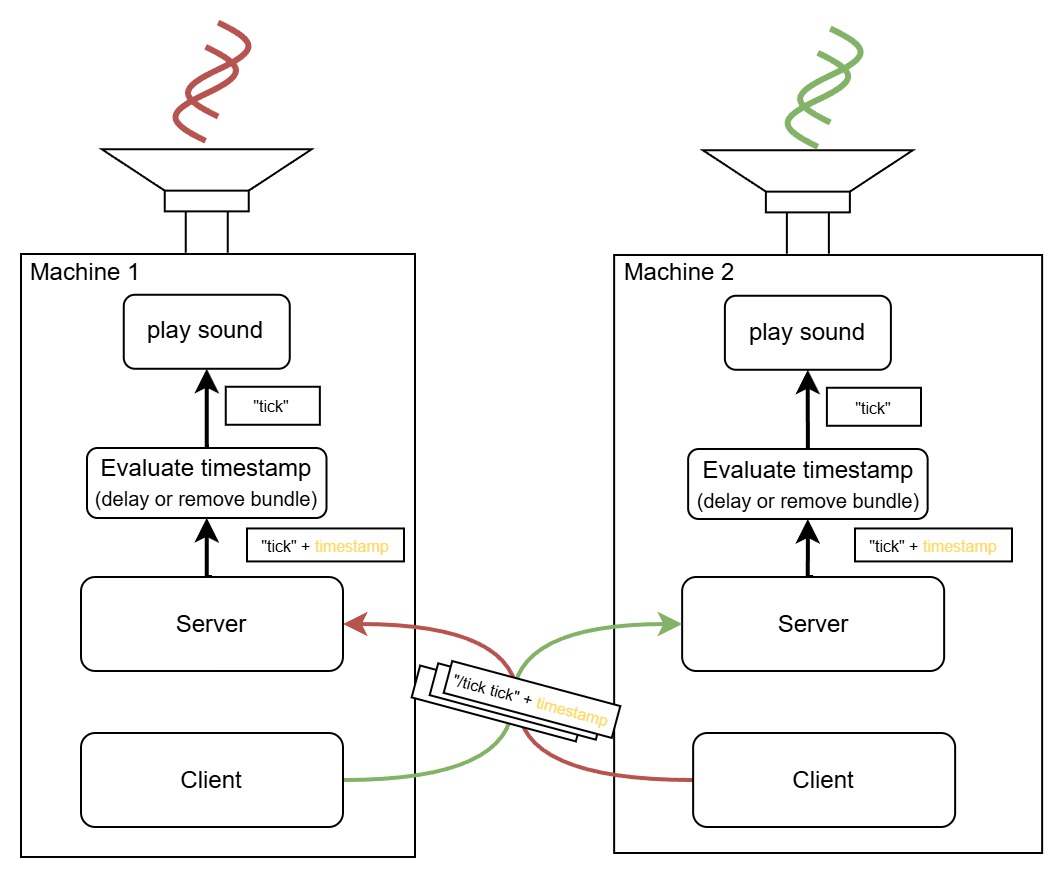 Machine 1
play sound
"tick"
Evaluate timestamp
(delay or remove bundle)
"tick" + timestamp
Server
Client
"/tick tick" + timestamp
Machine 2
play sound
"tick"
Evaluate timestamp
(delay or remove bundle)
"tick" + timestamp
Server
Client